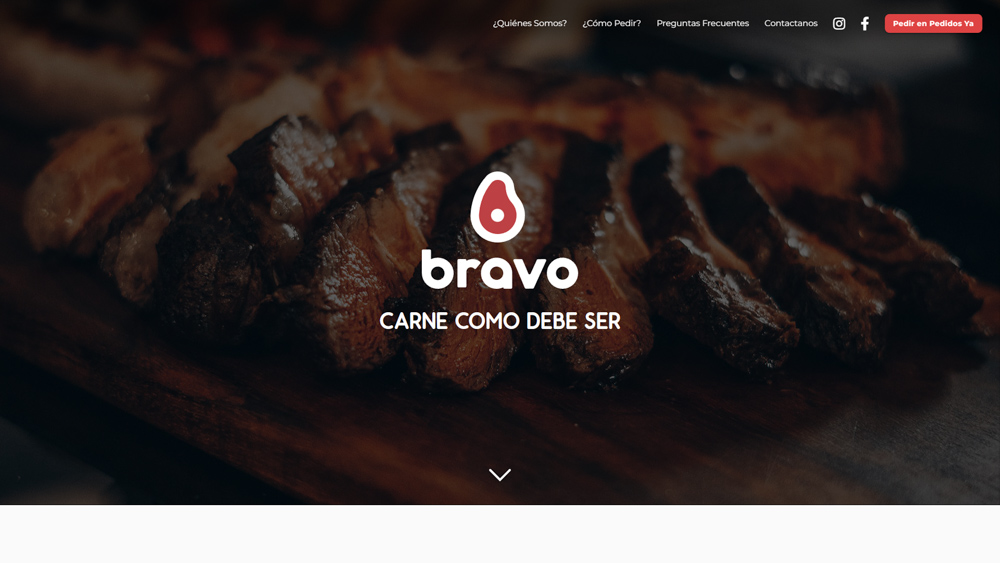 ¿Quiénes Somos? ¿Cómo Pedir? Preguntas Frecuentes Contactanos Pedir en Pedidos Ya
bravo
CARNE COMO DEBE SER